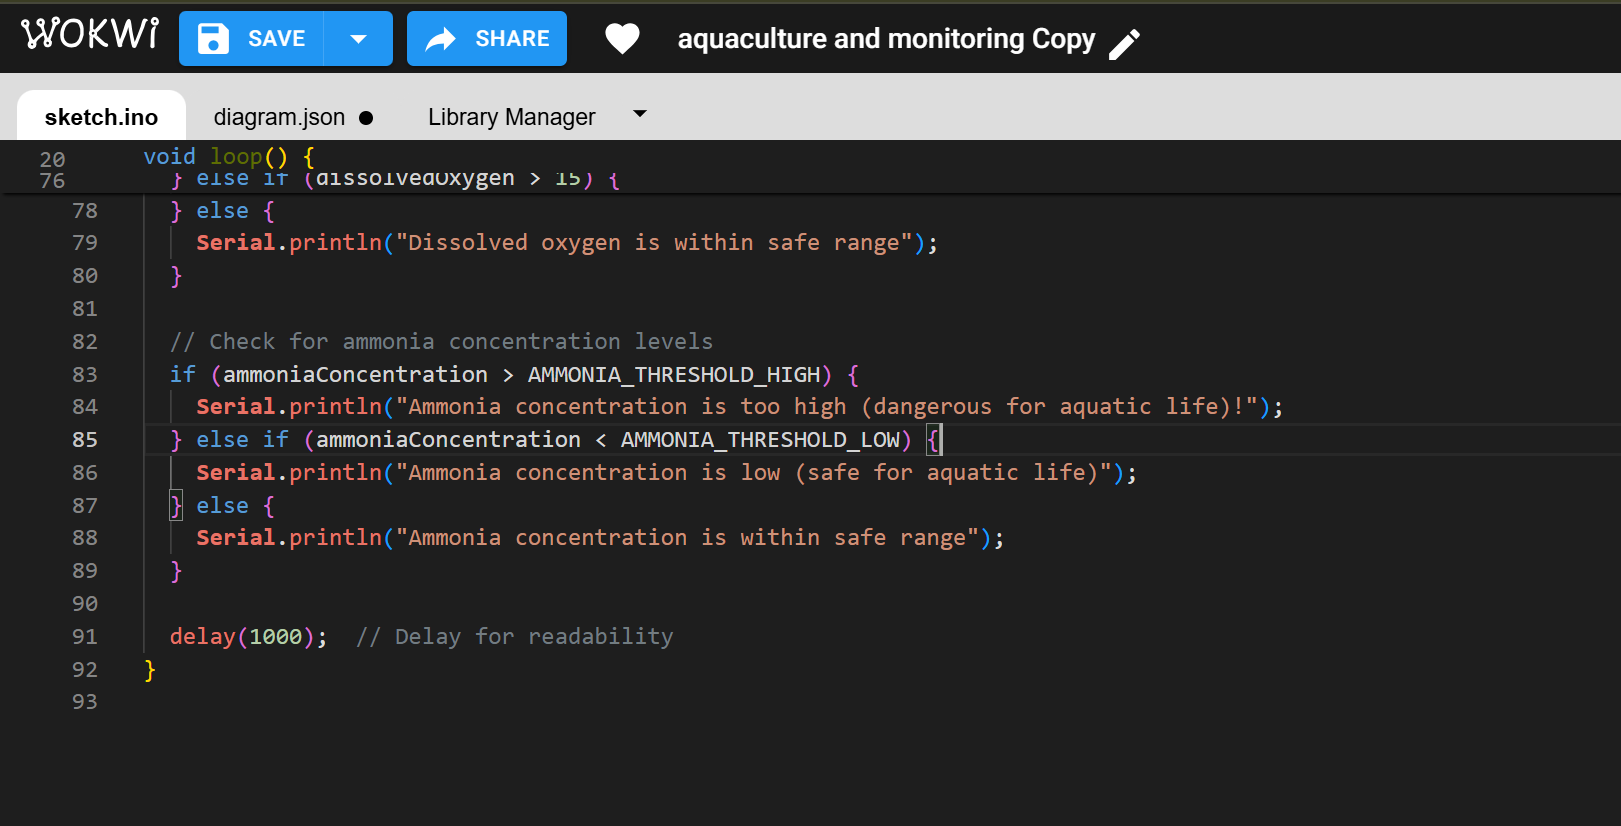 WOKWI SAVE SHARE aquaculture and monitoring Copy
sketch.ino diagram.json Library Manager
20 void loop() {
76 } else if (dissolvedOxygen > 15) {
78 } else {
79 Serial.println("Dissolved oxygen is within safe range");
80 }
81
82 // Check for ammonia concentration levels
83 if (ammoniaConcentration > AMMONIA_THRESHOLD_HIGH) {
84 Serial.println("Ammonia concentration is too high (dangerous for aquatic life)!");
85 } else if (ammoniaConcentration < AMMONIA_THRESHOLD_LOW) {
86 Serial.println("Ammonia concentration is low (safe for aquatic life)");
87 } else {
88 Serial.println("Ammonia concentration is within safe range");
89 }
90
91 delay(1000); // Delay for readability
92 }
93